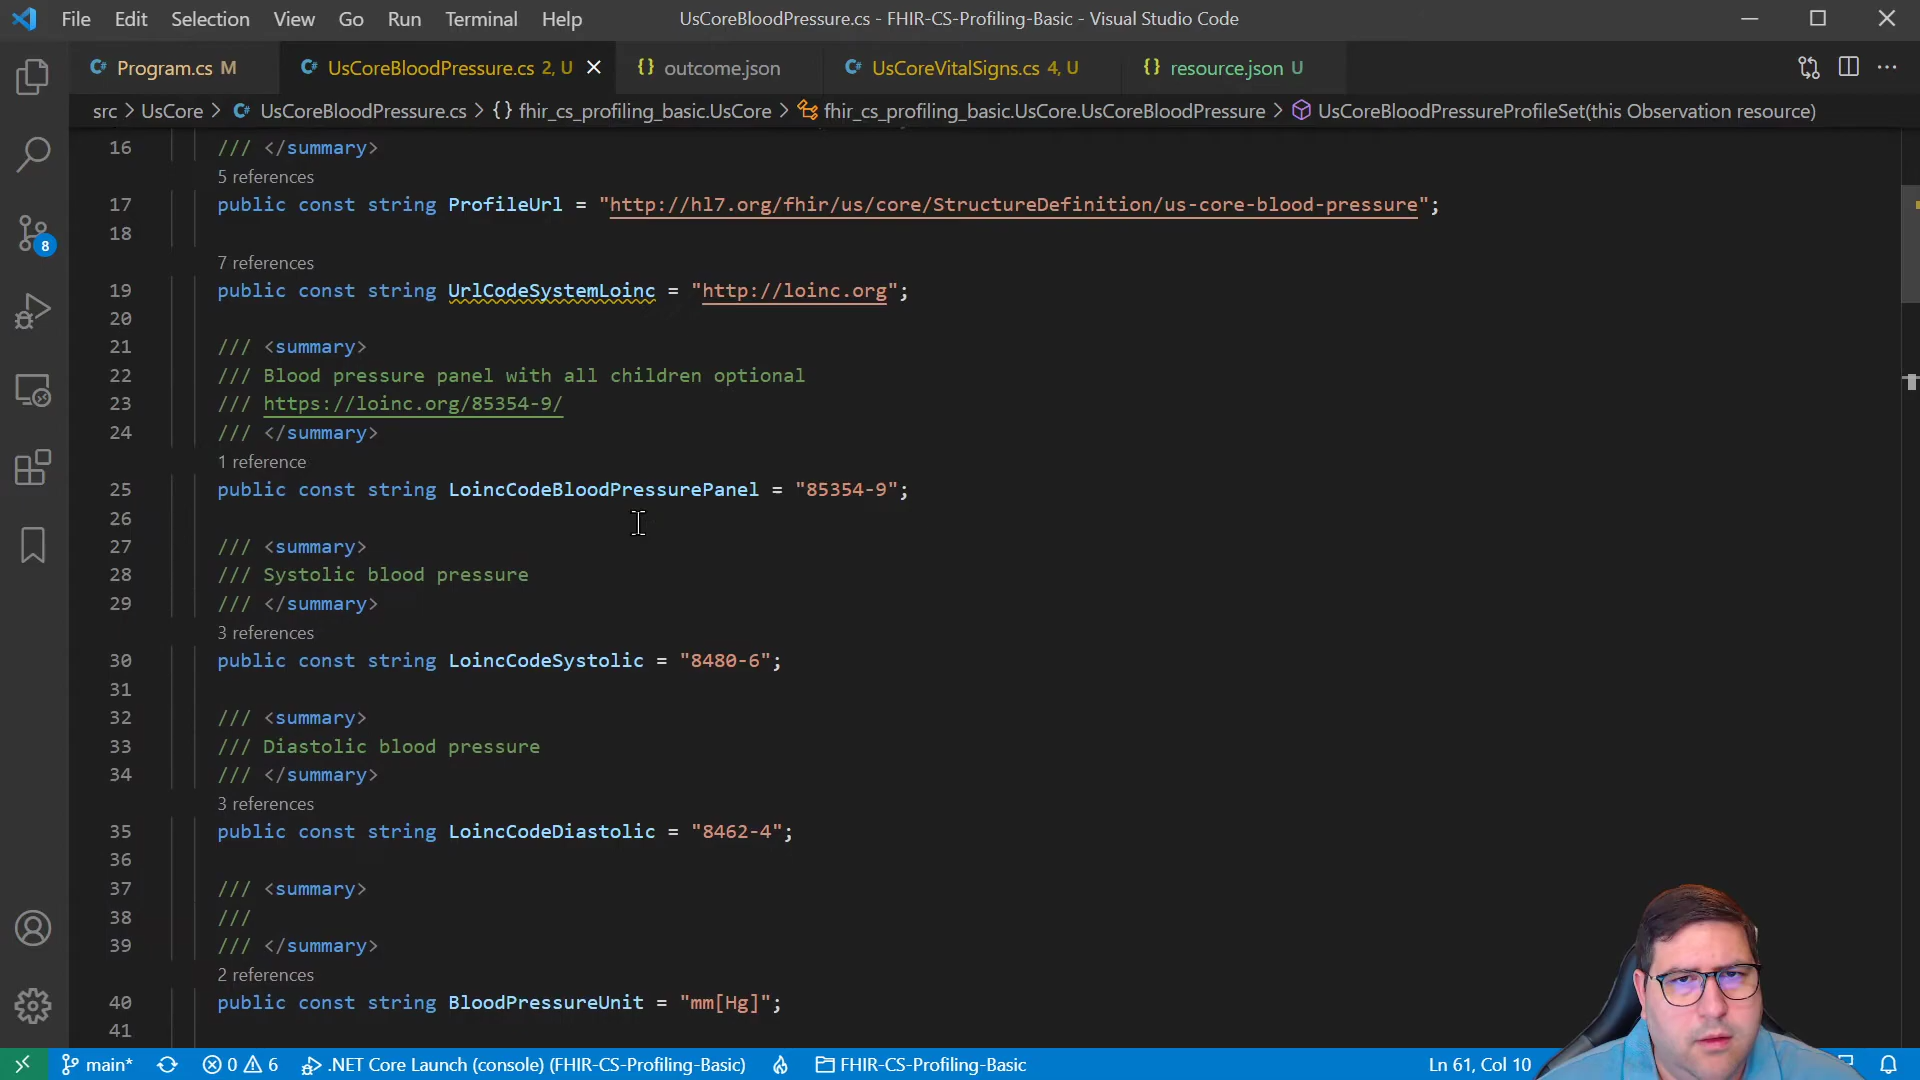 File Edit Selection View Go Run Terminal Help UsCoreBloodPressure.cs - FHIR-CS-Profiling-Basic - Visual Studio Code
Program.cs M UsCoreBloodPressure.cs 2, U outcome.json UsCoreVitalSigns.cs 4, U resource.json U
src > UsCore > UsCoreBloodPressure.cs > {} fhir_cs_profiling_basic.UsCore > fhir_cs_profiling_basic.UsCore.UsCoreBloodPressure > UsCoreBloodPressureProfileSet(this Observation resource)
16 /// </summary>
5 references
17 public const string ProfileUrl = "http://hl7.org/fhir/us/core/StructureDefinition/us-core-blood-pressure";
18
7 references
19 public const string UrlCodeSystemLoinc = "http://loinc.org";
20
21 /// <summary>
22 /// Blood pressure panel with all children optional
23 /// https://loinc.org/85354-9/
24 /// </summary>
1 reference
25 public const string LoincCodeBloodPressurePanel = "85354-9";
26
27 /// <summary>
28 /// Systolic blood pressure
29 /// </summary>
3 references
30 public const string LoincCodeSystolic = "8480-6";
31
32 /// <summary>
33 /// Diastolic blood pressure
34 /// </summary>
3 references
35 public const string LoincCodeDiastolic = "8462-4";
36
37 /// <summary>
38 ///
39 /// </summary>
2 references
40 public const string BloodPressureUnit = "mm[Hg]";
41
8
main* 0 6 .NET Core Launch (console) (FHIR-CS-Profiling-Basic) FHIR-CS-Profiling-Basic Ln 61, Col 10